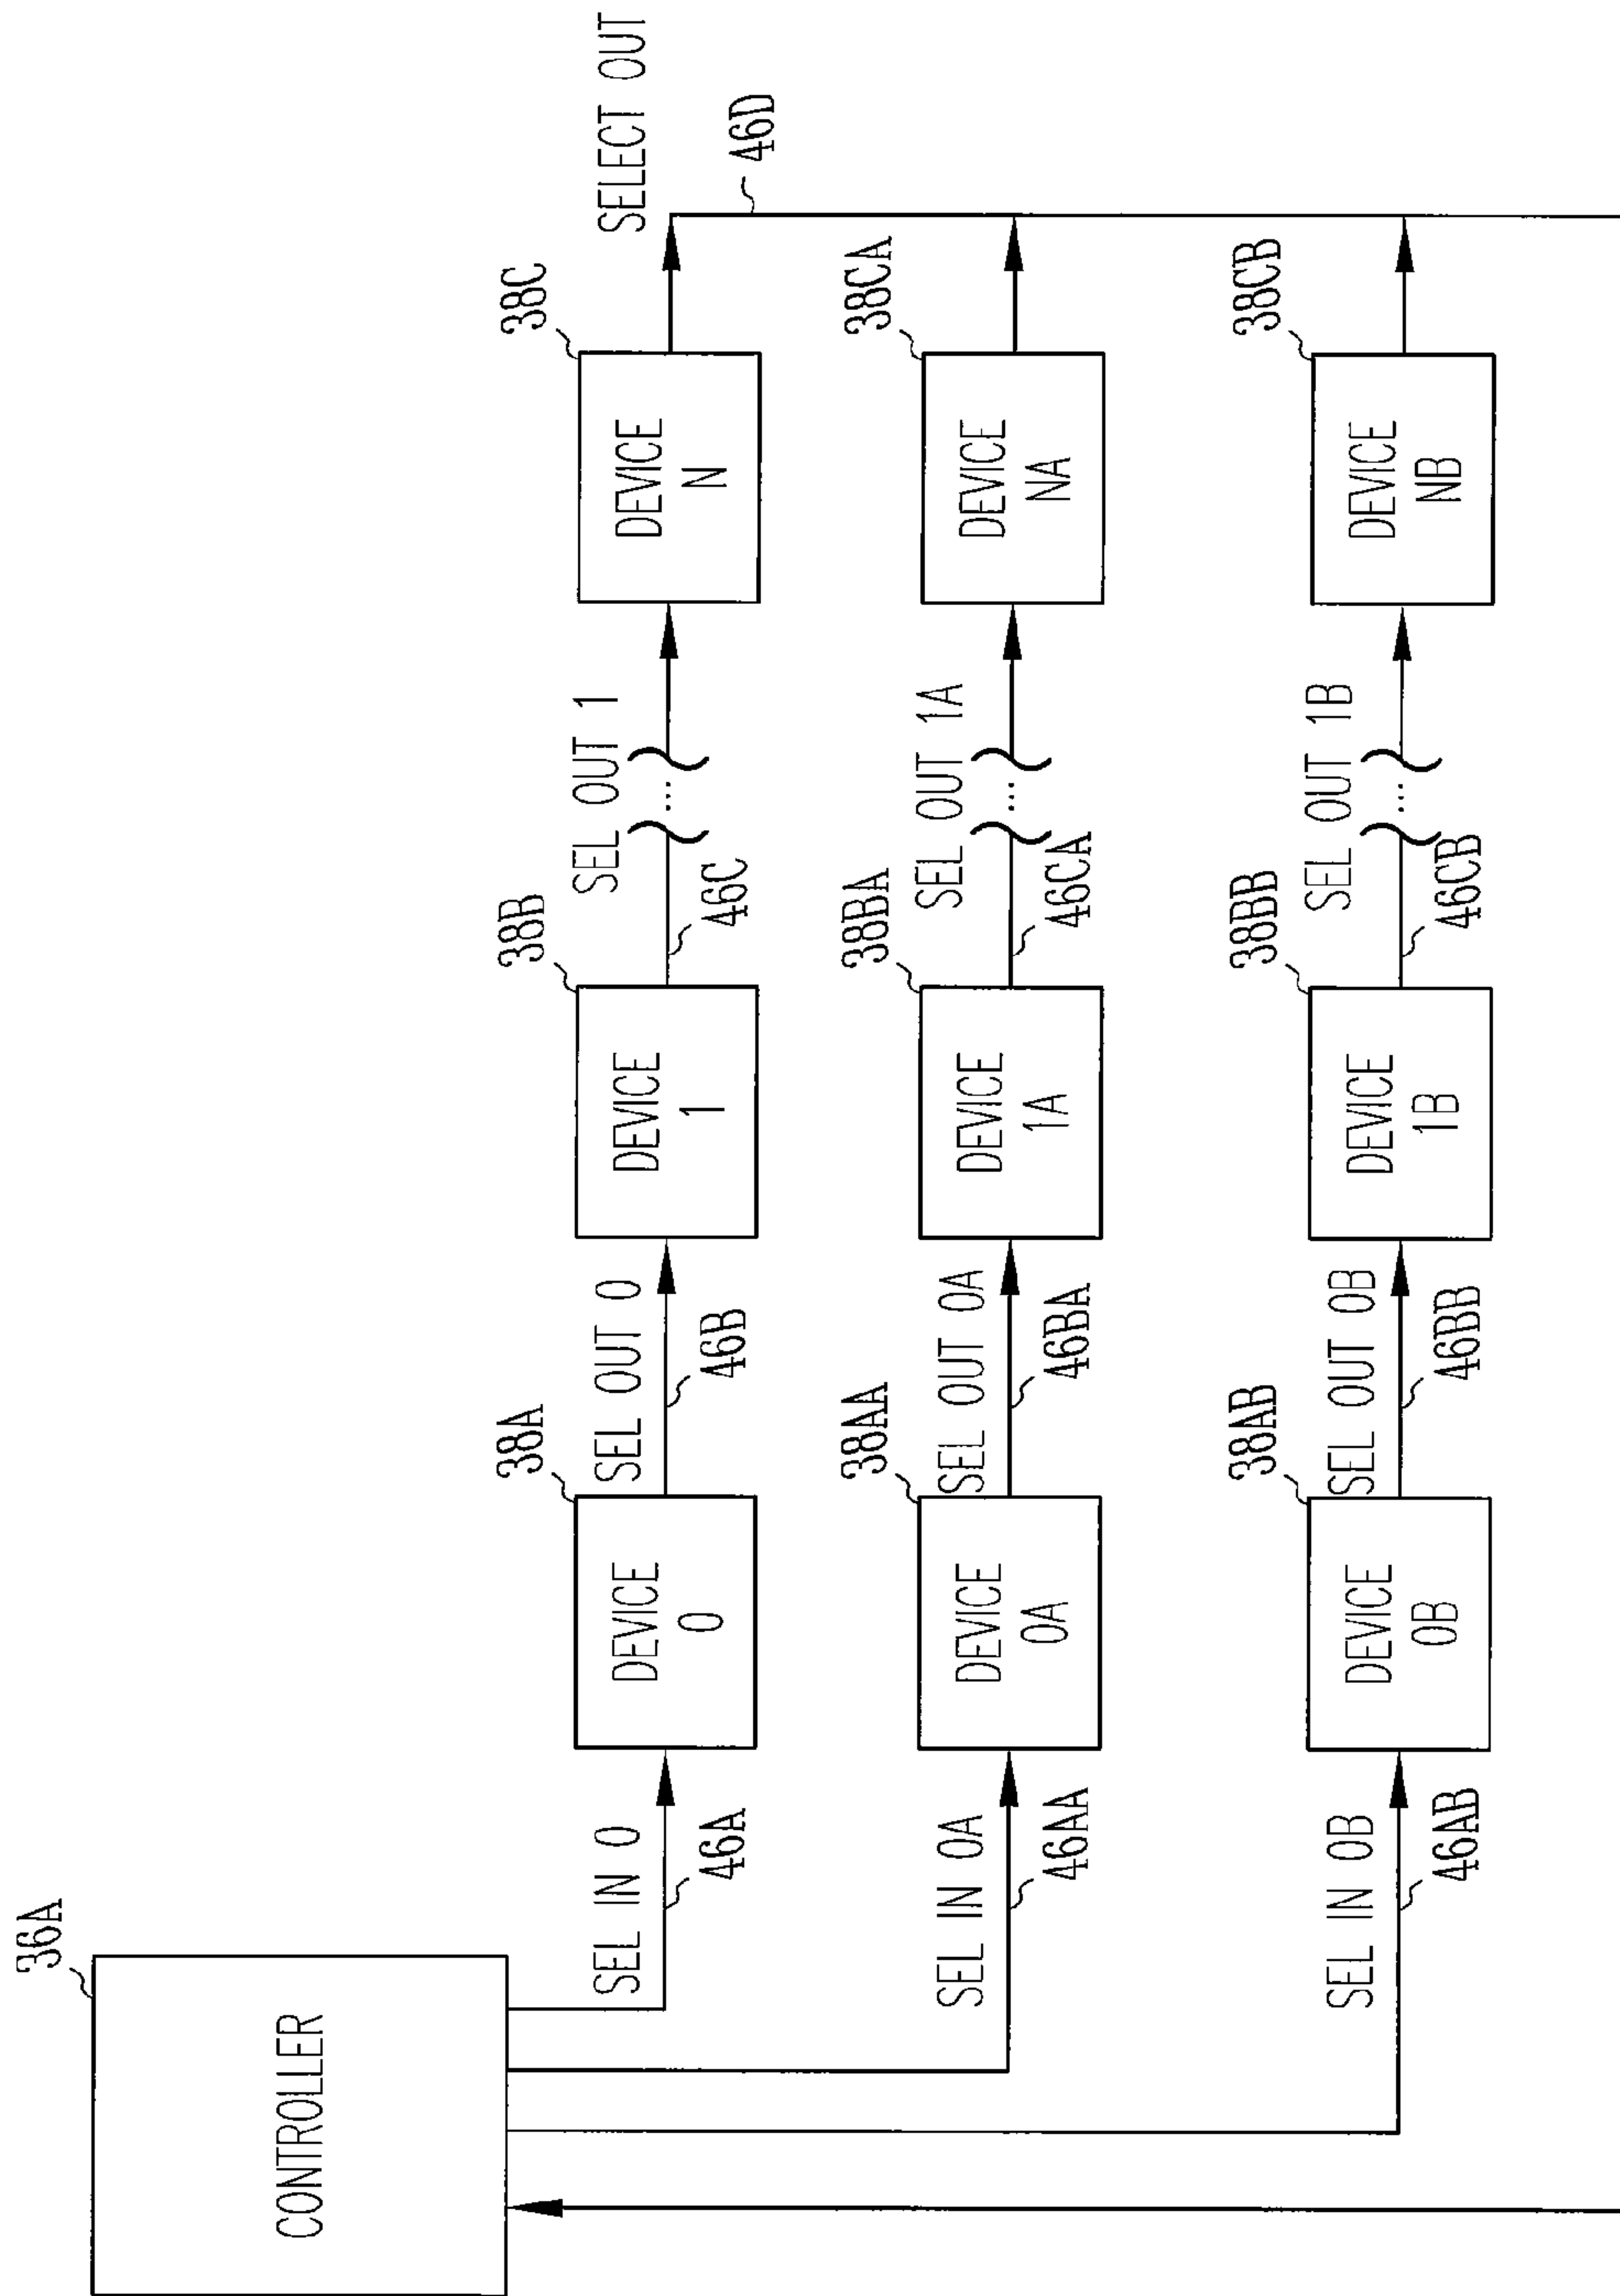 36A
CONTROLLER
SELECT OUT
46D
SEL IN 0
46A
38A
DEVICE
0
SEL OUT 0
46B
38B
DEVICE
1
SEL OUT 1
46C
...
38C
DEVICE
N
SEL IN 0A
46AA
38AA
DEVICE
0A
SEL OUT 0A
46BA
38BA
DEVICE
1A
SEL OUT 1A
46CA
...
38CA
DEVICE
NA
SEL IN 0B
46AB
38AB
DEVICE
0B
SEL OUT 0B
46BB
38BB
DEVICE
1B
SEL OUT 1B
46CB
...
38CB
DEVICE
NB